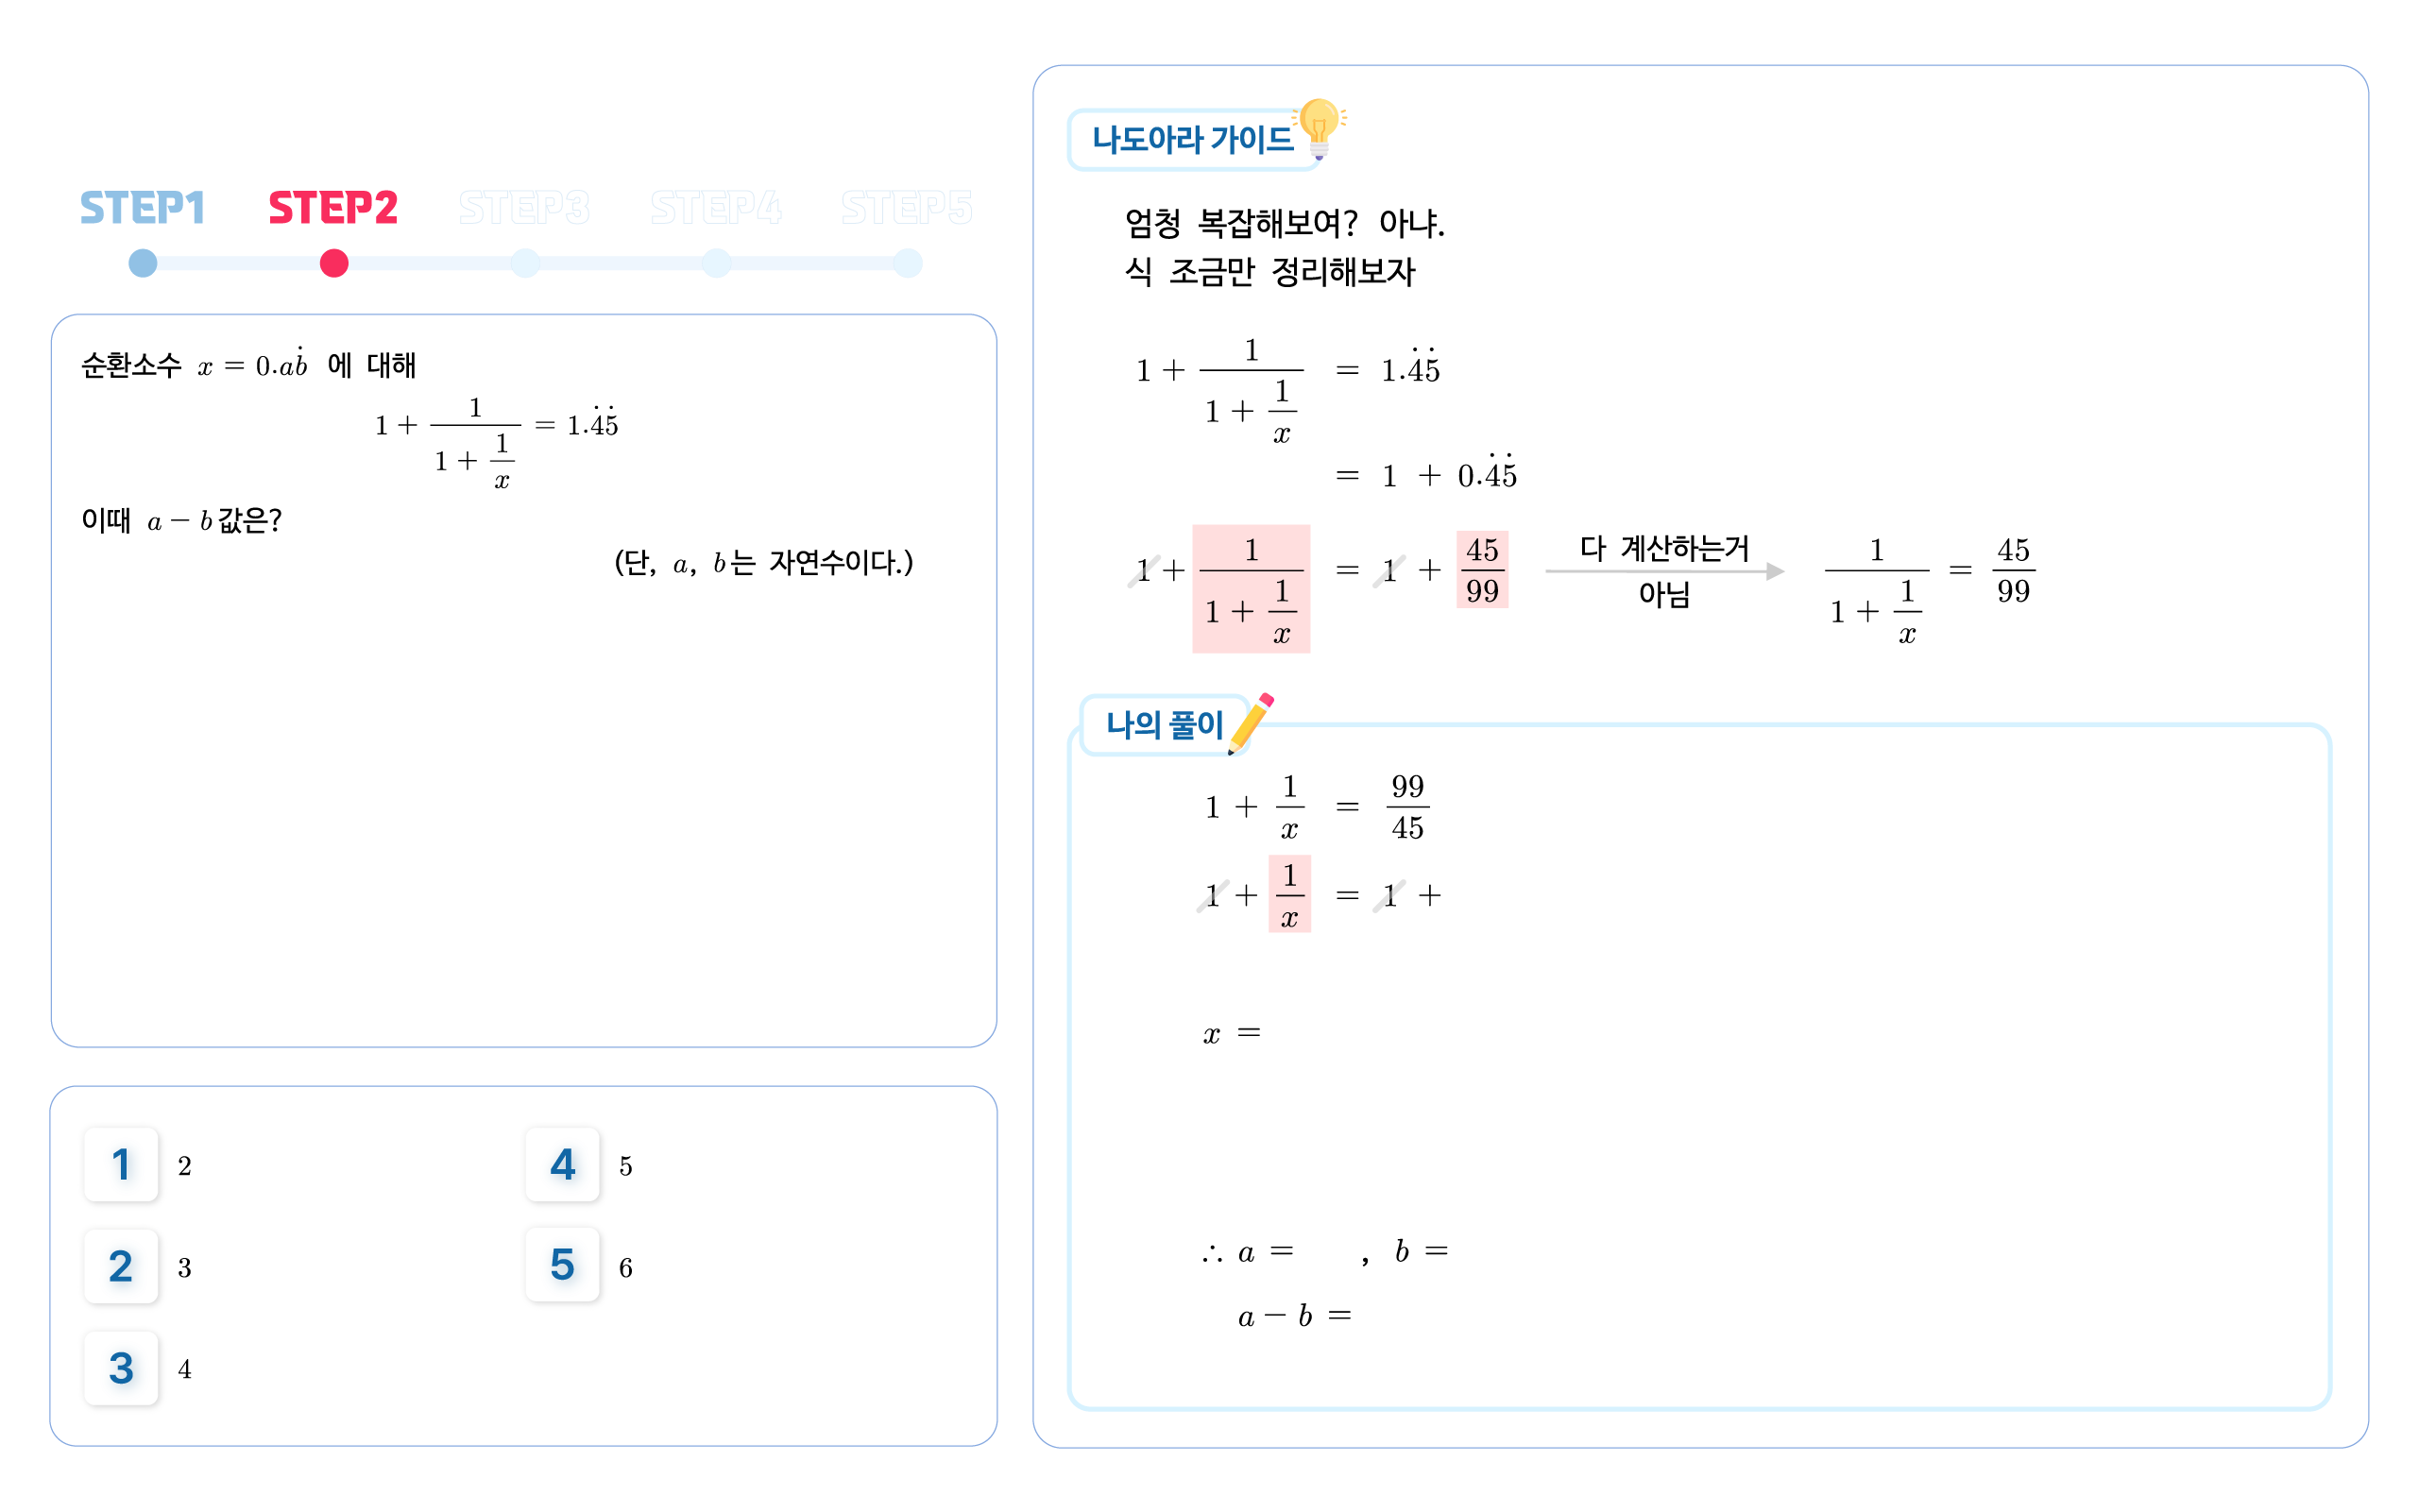 STEP1 STEP2 STEP3 STEP4 STEP5
순환소수 $x = 0.a\dot{b}$ 에 대해
$1 + \frac{1}{1 + \frac{1}{x}} = 1.\dot{4}\dot{5}$
이때 $a - b$ 값은?
(단, $a$, $b$는 자연수이다.)
1 2
2 3
3 4
4 5
5 6
나도아라 가이드
엄청 복잡해보여? 아냐.
식 조금만 정리해보자
$1 + \frac{1}{1 + \frac{1}{x}} = 1.\dot{4}\dot{5}$
$= 1 + 0.\dot{4}\dot{5}$
$1 + \frac{1}{1 + \frac{1}{x}} = 1 + \frac{45}{99}$ 다 계산하는거 아님 $\frac{1}{1 + \frac{1}{x}} = \frac{45}{99}$
나의 풀이
$1 + \frac{1}{x} = \frac{99}{45}$
$1 + \frac{1}{x} = 1 +$
$x =$
$\therefore a =$ , $b =$
$a - b =$